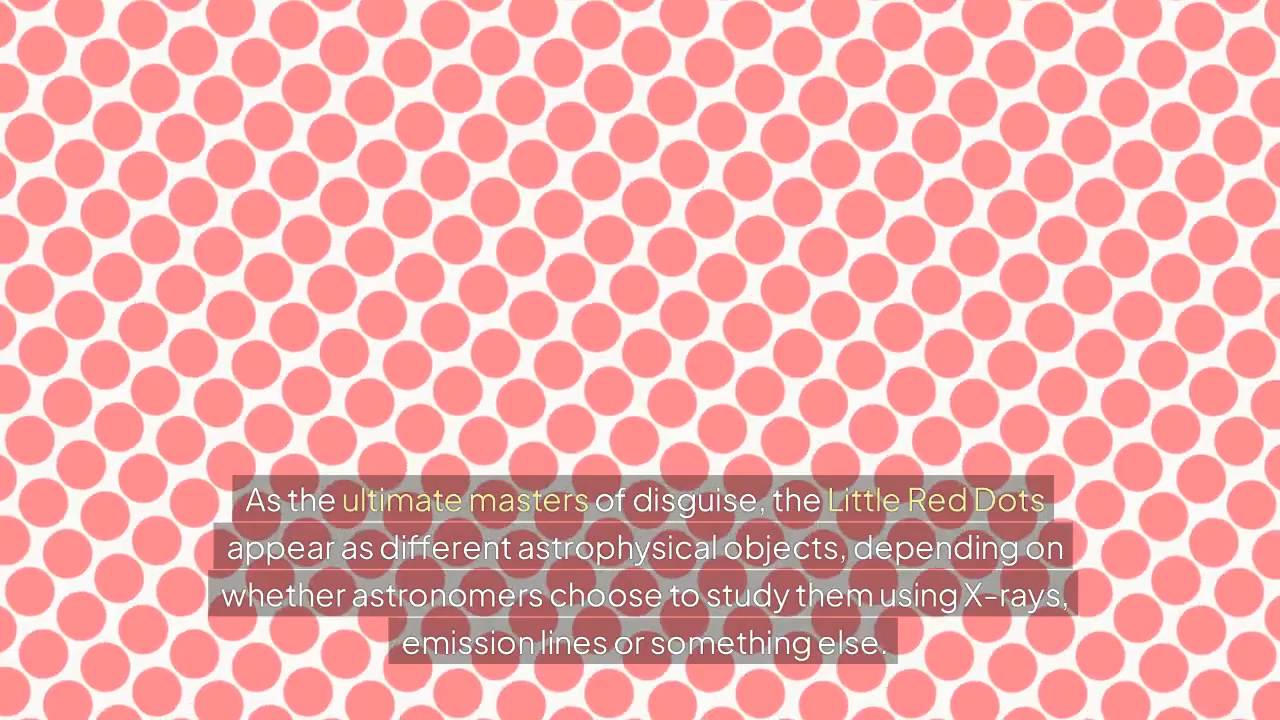 As the ultimate masters of disguise, the Little Red Dots
appear as different astrophysical objects, depending on
whether astronomers choose to study them using X-rays,
emission lines or something else.